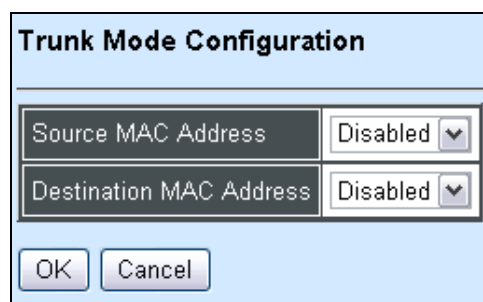 Trunk Mode Configuration
Source MAC Address Disabled
Destination MAC Address Disabled
OK Cancel